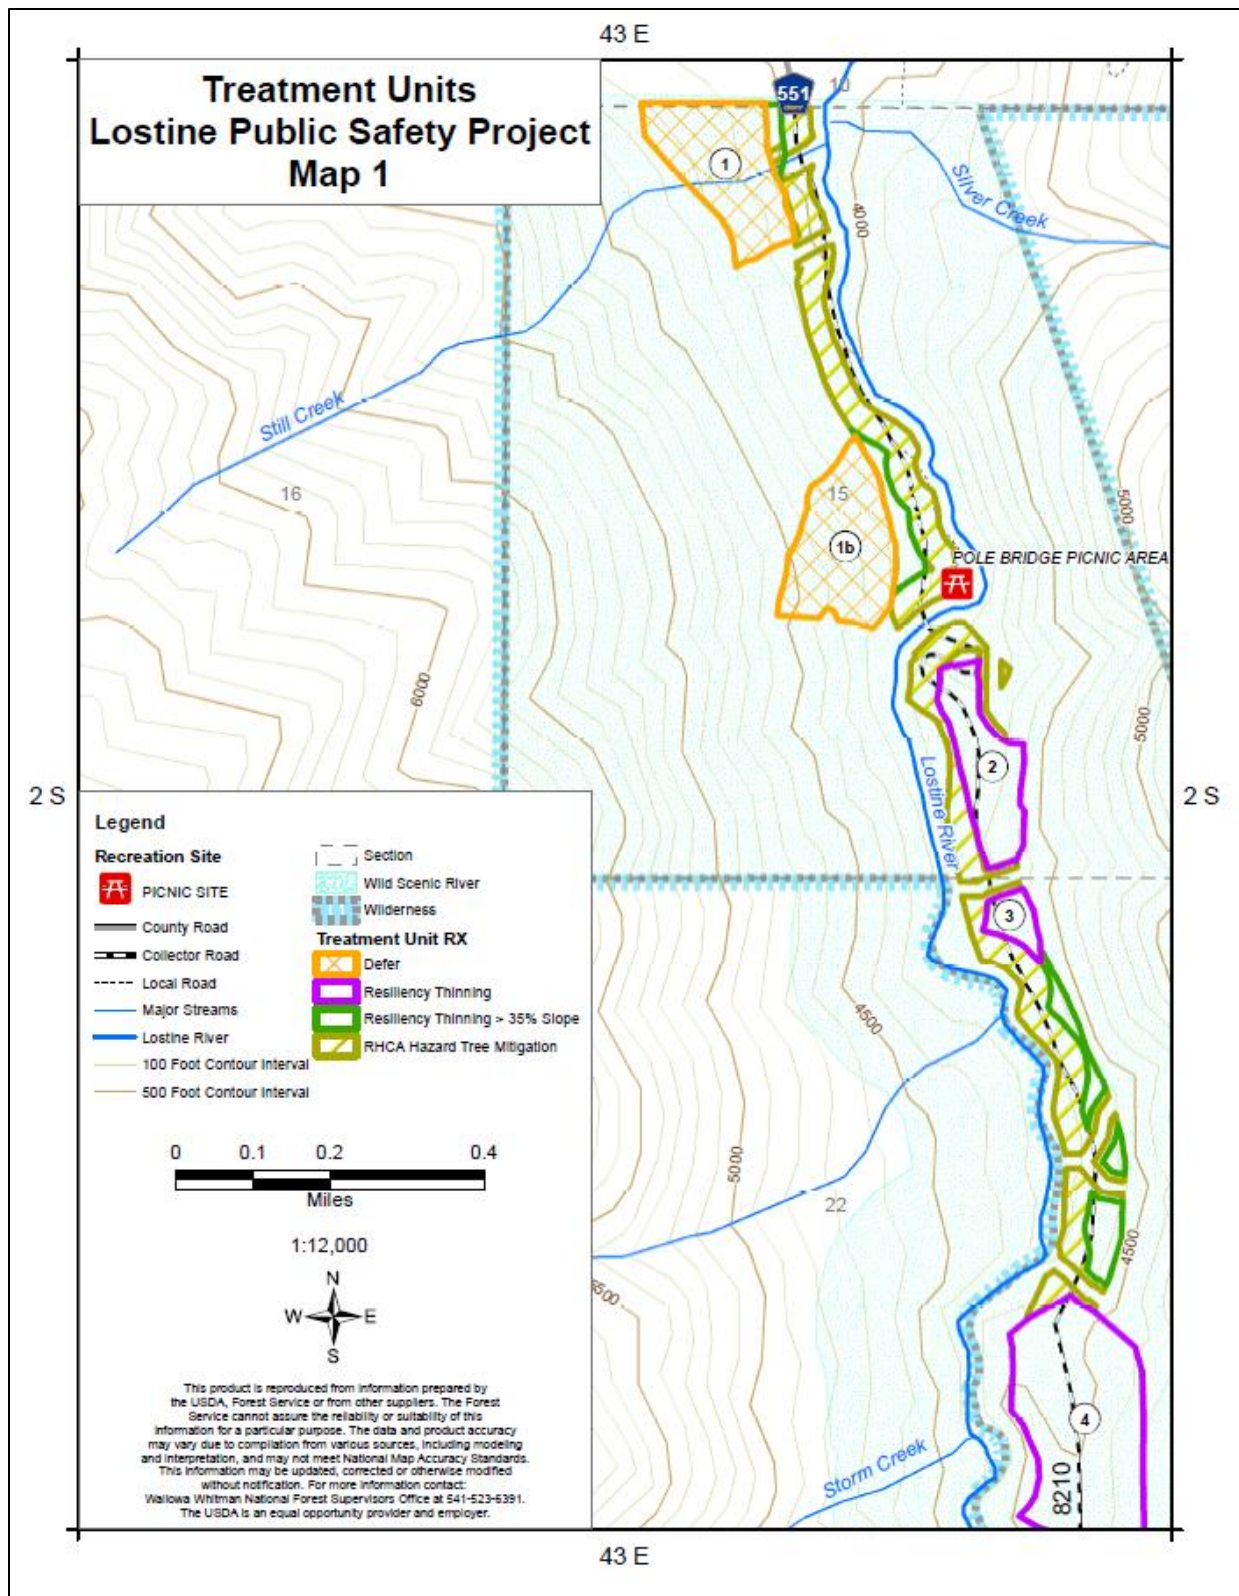 43 E
Treatment Units
Lostine Public Safety Project
Map 1
551
10
1
Silver Creek
4000
Still Creek
16
15
5000
1b
POLE BRIDGE PICNIC AREA
6000
5000
2
Lostine River
2 S
2 S
Legend
Recreation Site
PICNIC SITE
County Road
Collector Road
Local Road
Major Streams
Lostine River
100 Foot Contour Interval
500 Foot Contour Interval
Section
Wild Scenic River
Wilderness
Treatment Unit RX
Defer
Resiliency Thinning
Resiliency Thinning > 35% Slope
RHCA Hazard Tree Mitigation
3
4500
5000
22
4500
5500
0 0.1 0.2 0.4
Miles
1:12,000
N
W E
S
This product is reproduced from information prepared by
the USDA, Forest Service or from other suppliers. The Forest
Service cannot assure the reliability or suitability of this
information for a particular purpose. The data and product accuracy
may vary due to compilation from various sources, including modeling
and interpretation, and may not meet National Map Accuracy Standards.
This information may be updated, corrected or otherwise modified
without notification. For more information contact:
Wallowa Whitman National Forest Supervisors Office at 541-523-6391.
The USDA is an equal opportunity provider and employer.
4
Storm Creek
8210
43 E